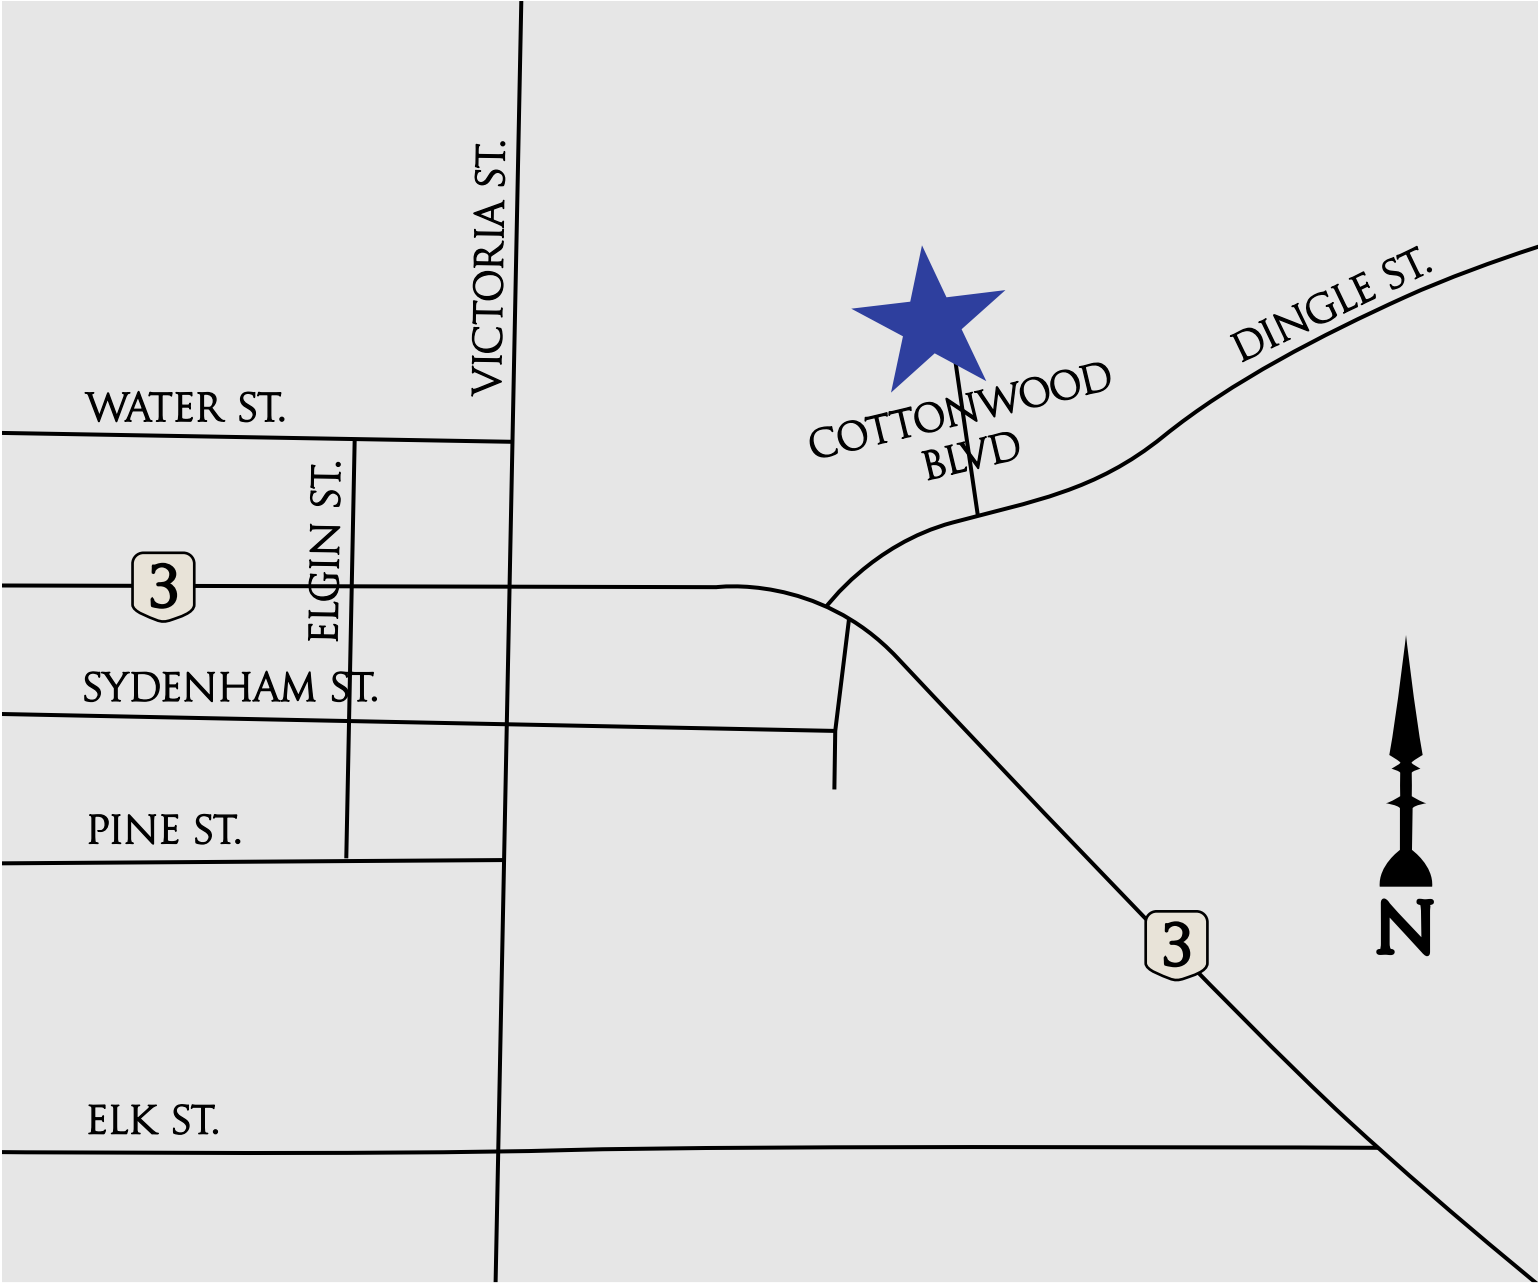 VICTORIA ST.
DINGLE ST.
COTTONWOOD
BLVD
WATER ST.
ELGIN ST.
3
SYDENHAM ST.
PINE ST.
3
N
ELK ST.